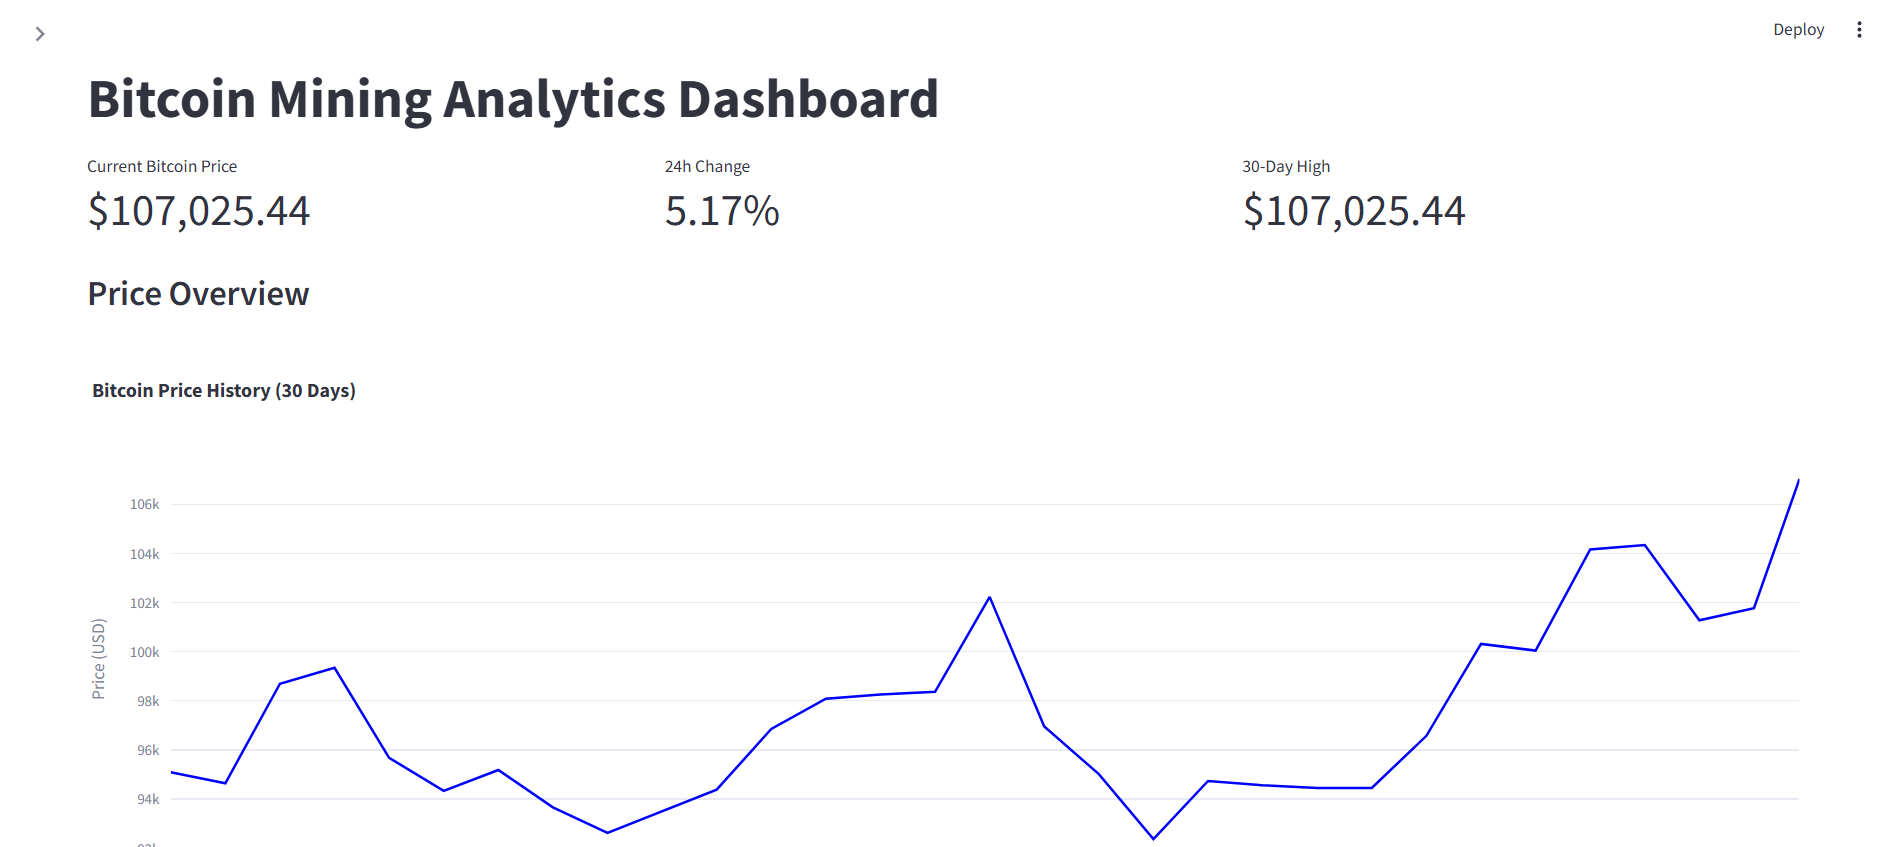 Deploy
Bitcoin Mining Analytics Dashboard
Current Bitcoin Price
$107,025.44
24h Change
5.17%
30-Day High
$107,025.44
Price Overview
Bitcoin Price History (30 Days)
Price (USD)
106k
104k
102k
100k
98k
96k
94k